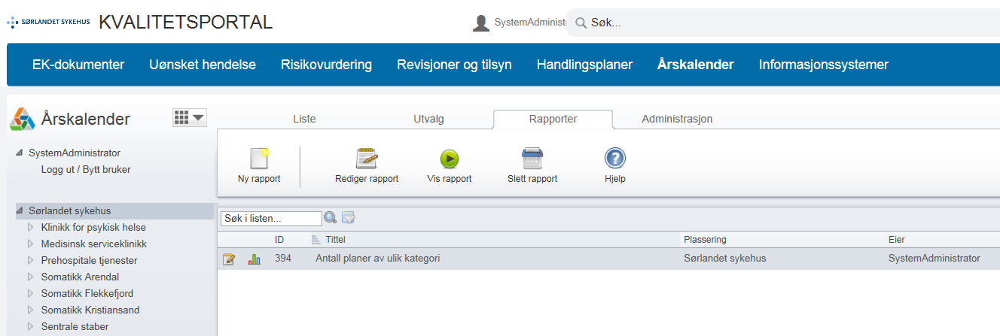 SØRLANDET SYKEHUS KVALITETSPORTAL SystemAdminist Søk...
EK-dokumenter Uønsket hendelse Risikovurdering Revisjoner og tilsyn Handlingsplaner Årskalender Informasjonssystemer
Årskalender
Liste Utvalg Rapporter Administrasjon
SystemAdministrator
Logg ut / Bytt bruker
Ny rapport Rediger rapport Vis rapport Slett rapport Hjelp
Sørlandet sykehus
Klinikk for psykisk helse
Medisinsk serviceklinikk
Prehospitale tjenester
Somatikk Arendal
Somatikk Flekkefjord
Somatikk Kristiansand
Sentrale staber
Søk i listen...
ID Tittel Plassering Eier
394 Antall planer av ulik kategori Sørlandet sykehus SystemAdministrator